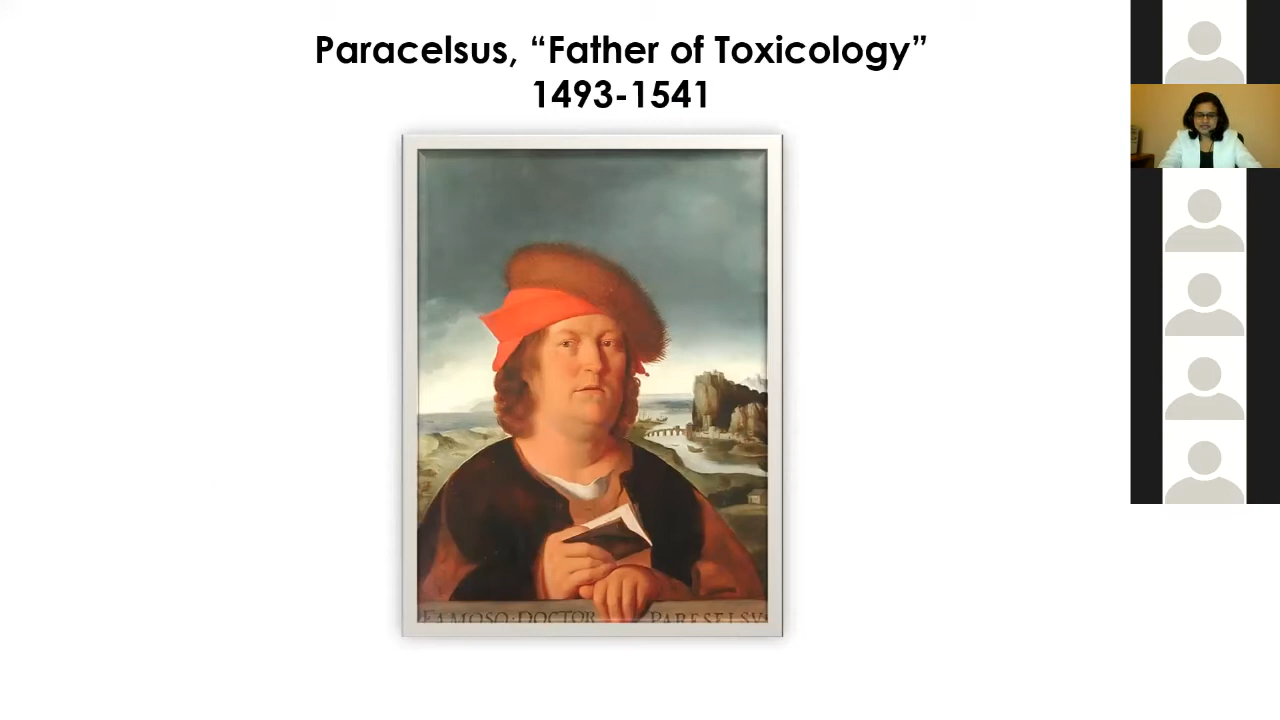 Paracelsus, “Father of Toxicology”
1493-1541
FAMOSO·DOCTOR PARESELSVS